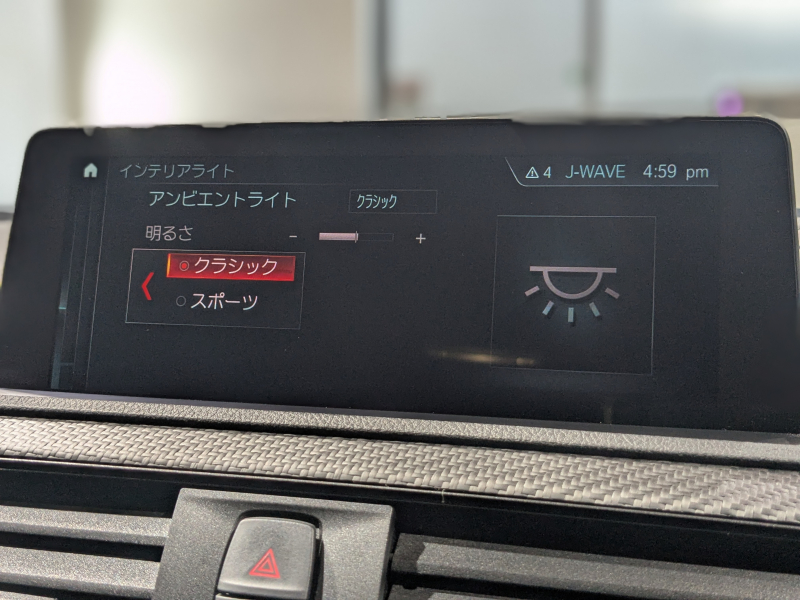 インテリアライト
4 J-WAVE 4:59 pm
アンビエントライト クラシック
明るさ - +
クラシック
スポーツ